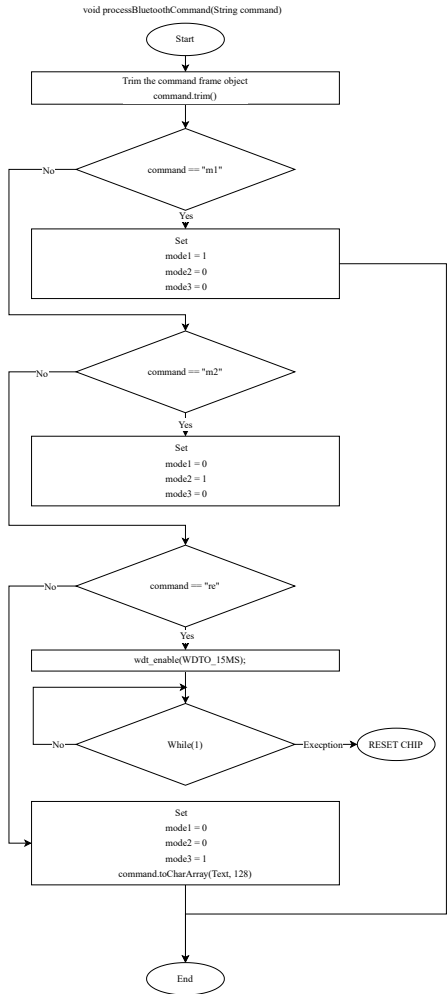 void processBluetoothCommand(String command)
Start
Trim the command frame object
command.trim()
command == "m1"
No
Yes
Set
mode1 = 1
mode2 = 0
mode3 = 0
command == "m2"
No
Yes
Set
mode1 = 0
mode2 = 1
mode3 = 0
command == "re"
No
Yes
wdt_enable(WDTO_15MS);
No
While(1)
Execption
RESET CHIP
Set
mode1 = 0
mode2 = 0
mode3 = 1
command.toCharArray(Text, 128)
End